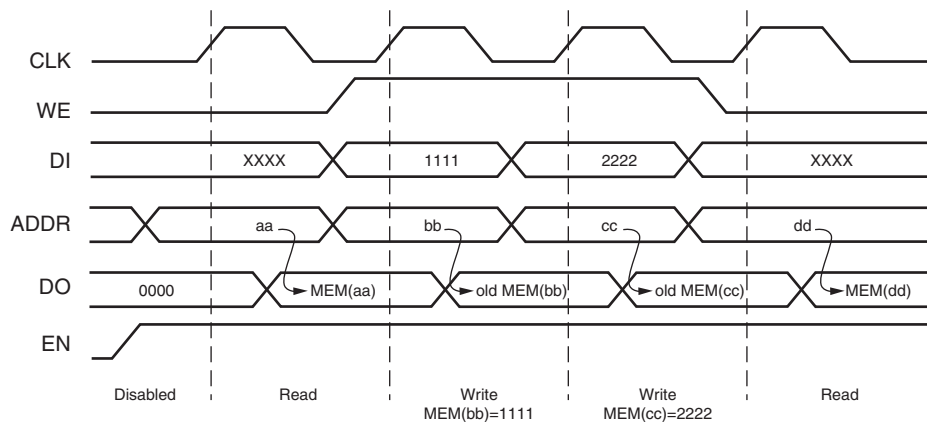 CLK
WE
DI XXXX 1111 2222 XXXX
ADDR aa bb cc dd
DO 0000 MEM(aa) old MEM(bb) old MEM(cc) MEM(dd)
EN
Disabled Read Write Write Read
MEM(bb)=1111 MEM(cc)=2222